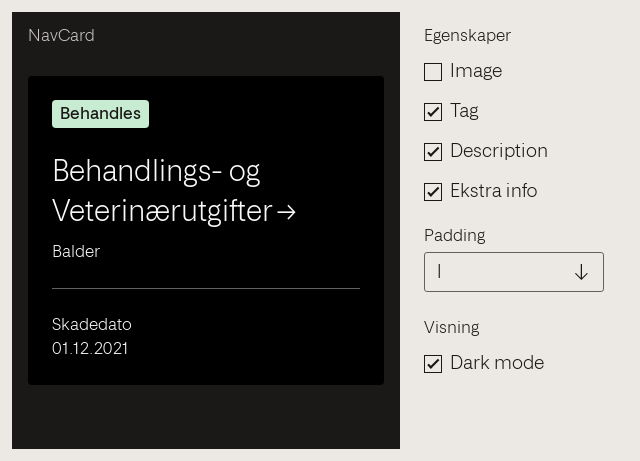 NavCard
Behandles
Behandlings- og
Veterinærutgifter→
Balder
Skadedato
01.12.2021
Egenskaper
Image
Tag
Description
Ekstra info
Padding
l
Visning
Dark mode